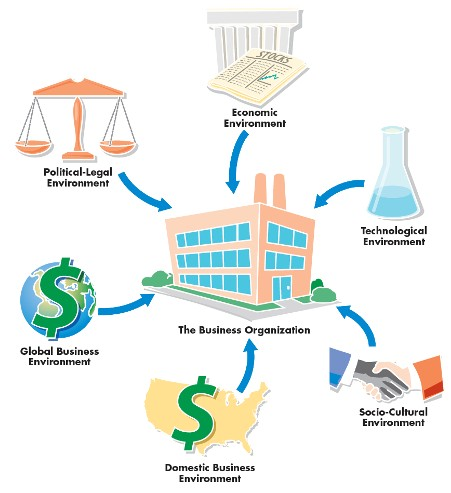 STOCKS
Economic
Environment
Political-Legal
Environment
Technological
Environment
The Business Organization
Global Business
Environment
Socio-Cultural
Environment
Domestic Business
Environment